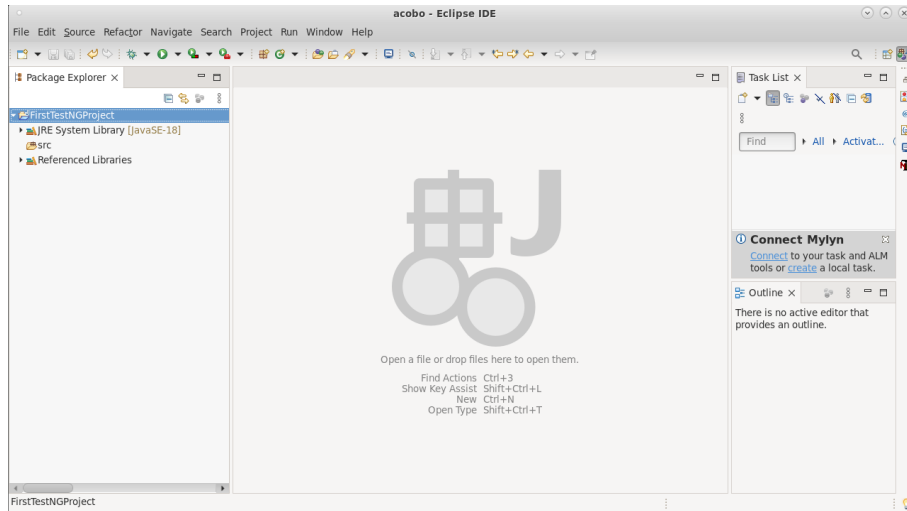 acobo - Eclipse IDE
File Edit Source Refactor Navigate Search Project Run Window Help
Package Explorer
FirstTestNGProject
JRE System Library [JavaSE-18]
src
Referenced Libraries
Open a file or drop files here to open them.
Find Actions Ctrl+3
Show Key Assist Shift+Ctrl+L
New Ctrl+N
Open Type Shift+Ctrl+T
Task List
Find All Activat...
Connect Mylyn
Connect to your task and ALM
tools or create a local task.
Outline
There is no active editor that
provides an outline.
FirstTestNGProject